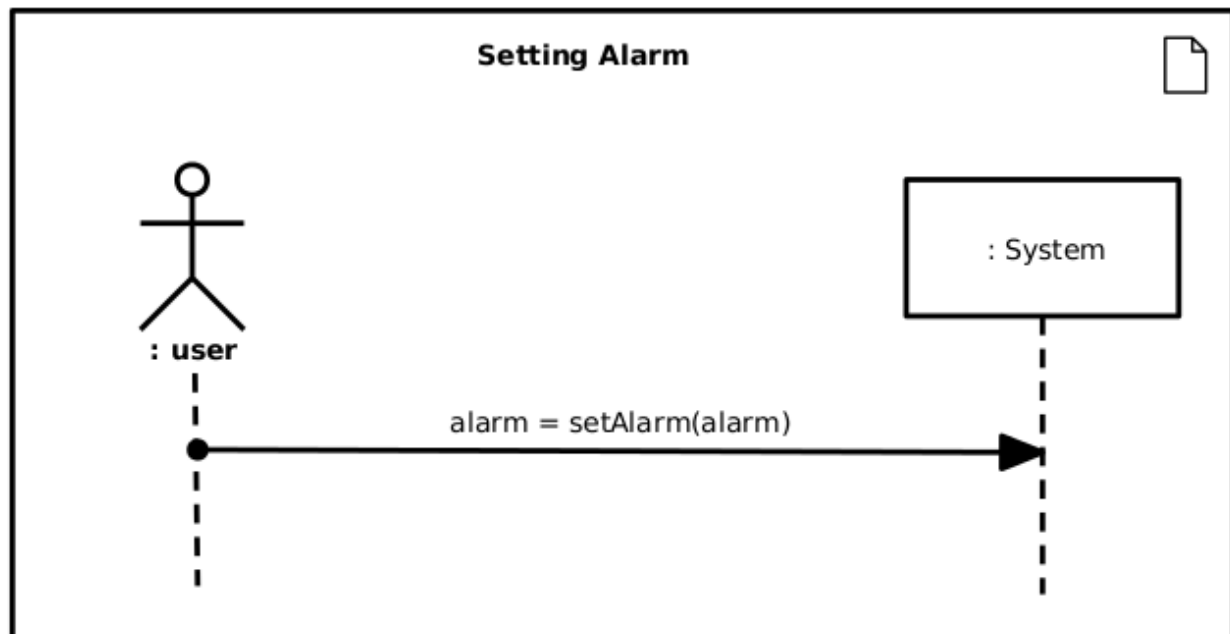 Setting Alarm
: System
: user
alarm = setAlarm(alarm)